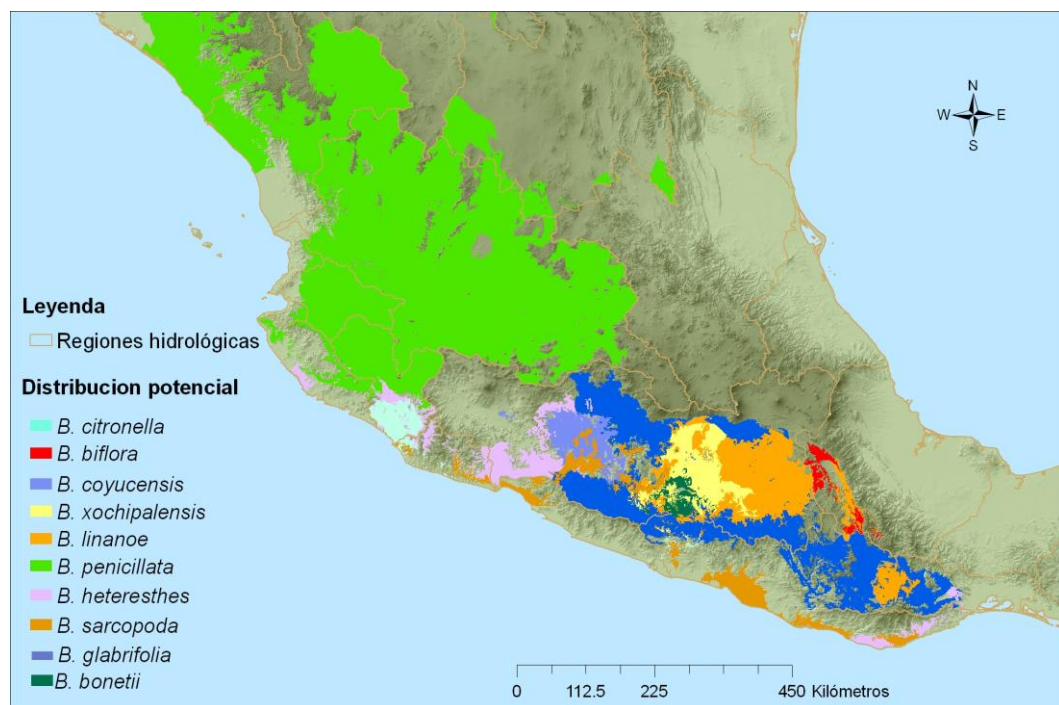 N
W E
S
Leyenda
Regiones hidrológicas
Distribucion potencial
B. citronella
B. biflora
B. coyucensis
B. xochipalensis
B. linanoe
B. penicillata
B. heteresthes
B. sarcopoda
B. glabrifolia
B. bonetii
0 112.5 225 450 Kilómetros